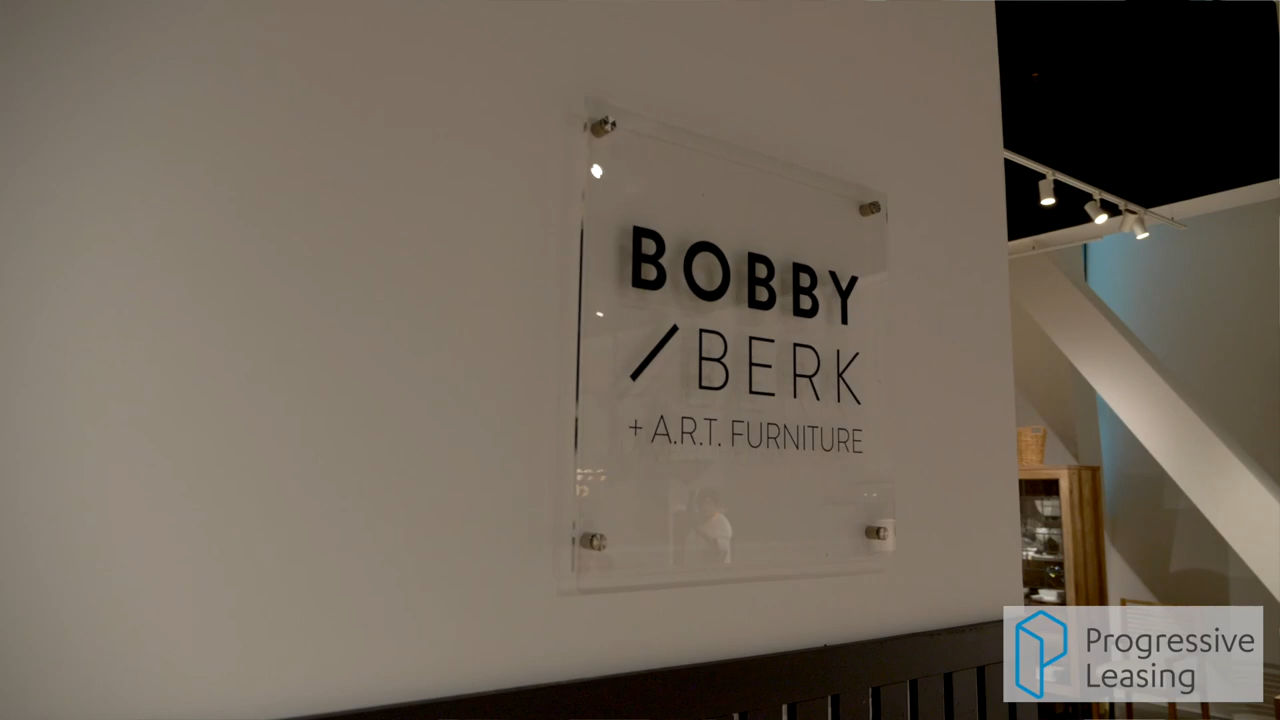 BOBBY
/BERK
+ A.R.T. FURNITURE
Progressive
Leasing